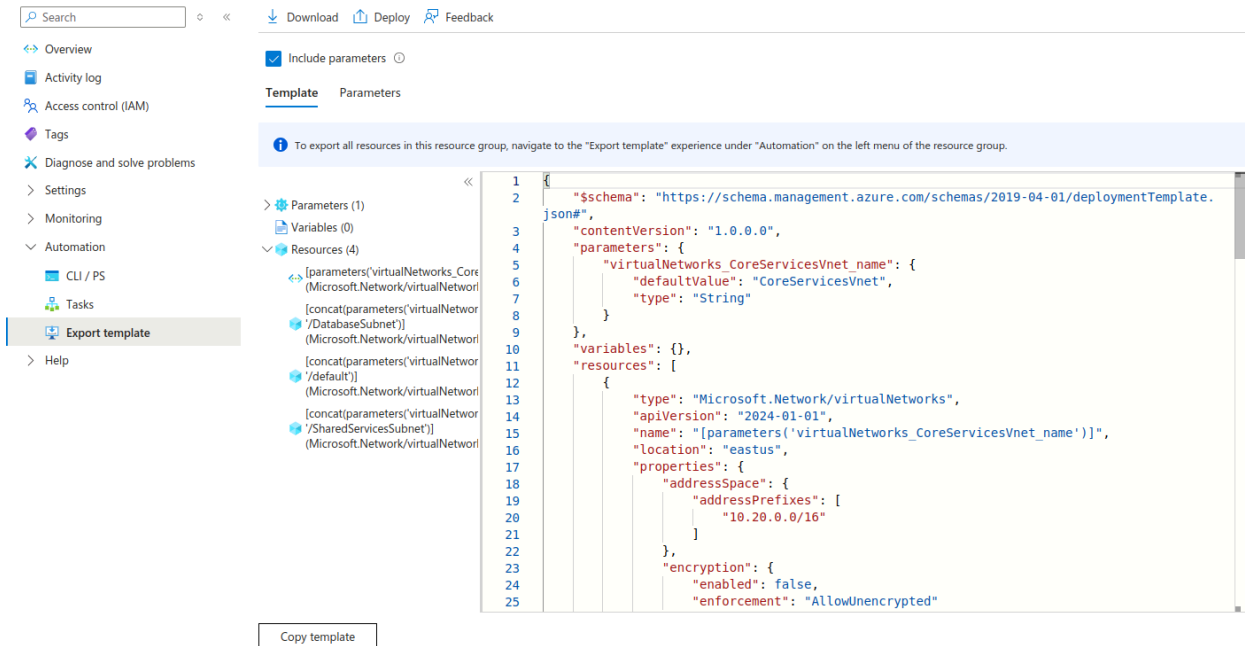 Search
Overview
Activity log
Access control (IAM)
Tags
Diagnose and solve problems
Settings
Monitoring
Automation
CLI / PS
Tasks
Export template
Help
Download Deploy Feedback
Include parameters
Template Parameters
To export all resources in this resource group, navigate to the "Export template" experience under "Automation" on the left menu of the resource group.
Parameters (1)
Variables (0)
Resources (4)
[parameters('virtualNetworks_Core
(Microsoft.Network/virtualNetworl
[concat(parameters('virtualNetwor
'/DatabaseSubnet')]
(Microsoft.Network/virtualNetworl
[concat(parameters('virtualNetwor
'/default')]
(Microsoft.Network/virtualNetworl
[concat(parameters('virtualNetwor
'/SharedServicesSubnet')]
(Microsoft.Network/virtualNetworl
1 {
2 "$schema": "https://schema.management.azure.com/schemas/2019-04-01/deploymentTemplate.
json#",
3 "contentVersion": "1.0.0.0",
4 "parameters": {
5 "virtualNetworks_CoreServicesVnet_name": {
6 "defaultValue": "CoreServicesVnet",
7 "type": "String"
8 }
9 },
10 "variables": {},
11 "resources": [
12 {
13 "type": "Microsoft.Network/virtualNetworks",
14 "apiVersion": "2024-01-01",
15 "name": "[parameters('virtualNetworks_CoreServicesVnet_name')]",
16 "location": "eastus",
17 "properties": {
18 "addressSpace": {
19 "addressPrefixes": [
20 "10.20.0.0/16"
21 ]
22 },
23 "encryption": {
24 "enabled": false,
25 "enforcement": "AllowUnencrypted"
Copy template